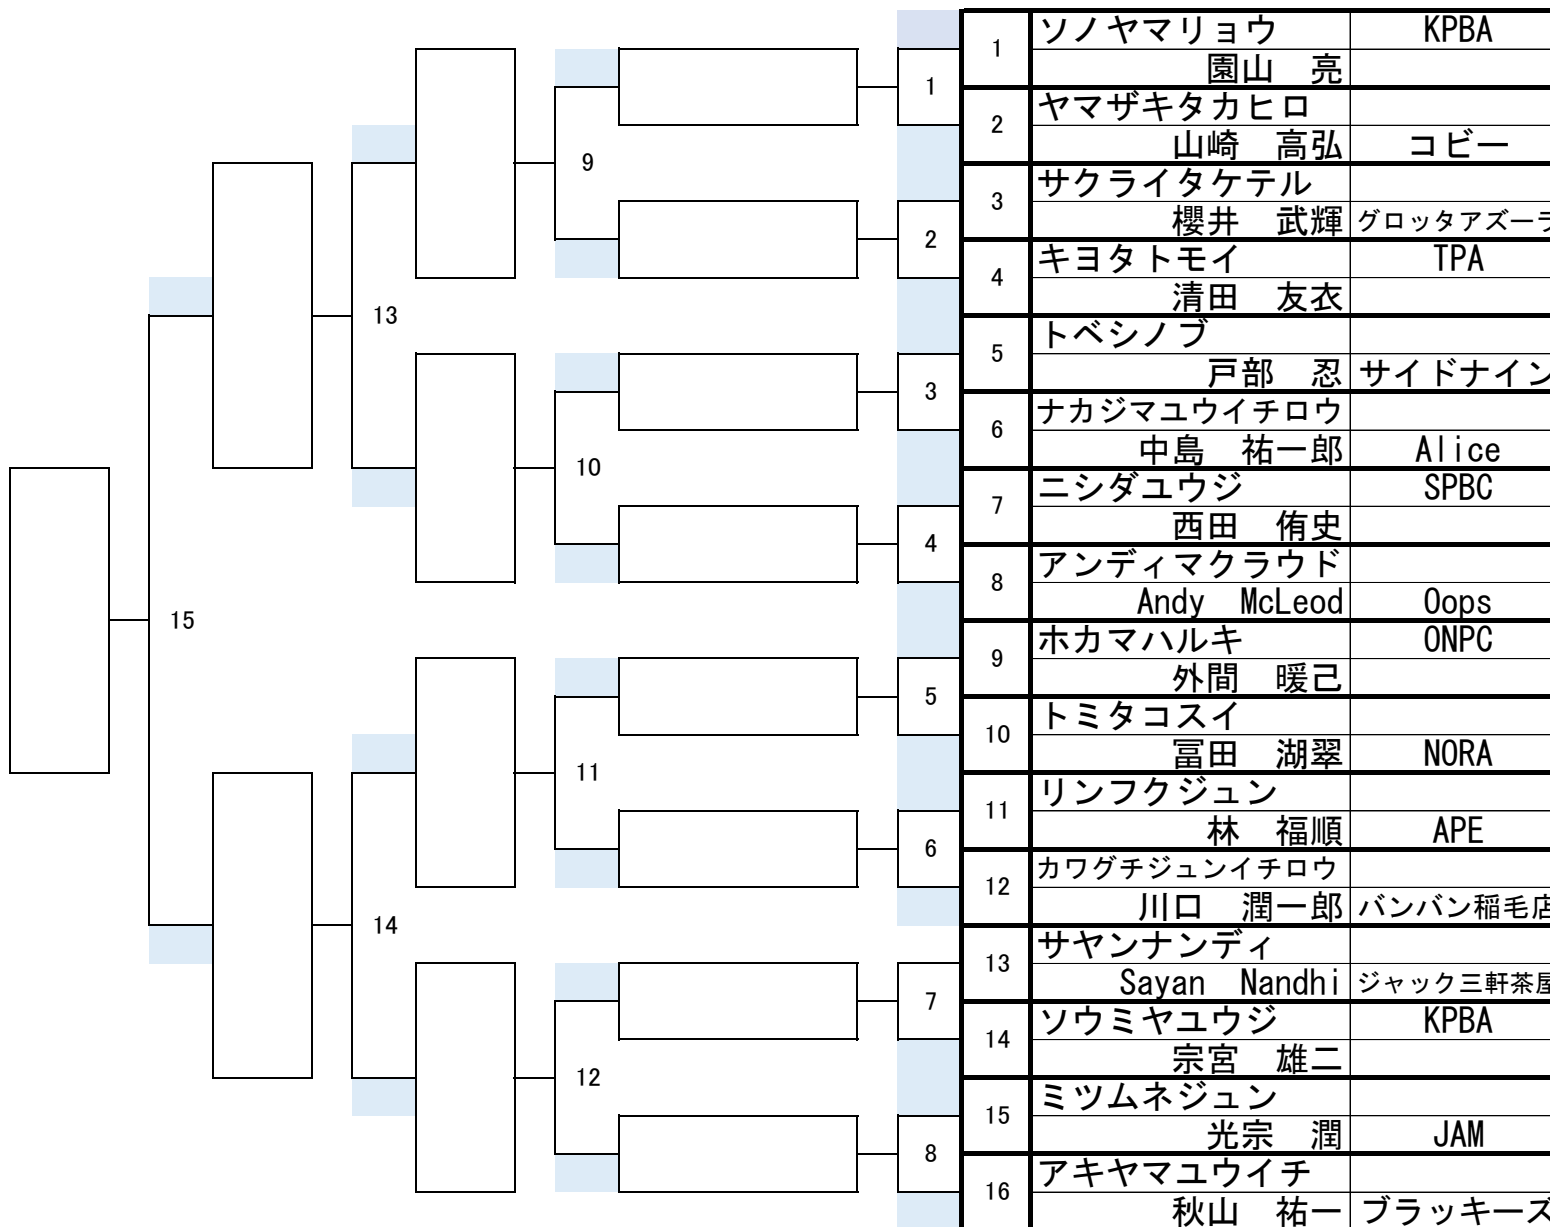 1 ソノヤマリョウ KPBA
園山　亮
1
2 ヤマザキタカヒロ
山崎　高弘 コビー
9
3 サクライタケテル
櫻井　武輝 グロッタアズーラ
2
4 キヨタトモイ TPA
清田　友衣
13
5 トベシノブ
戸部　忍 サイドナイン
3
6 ナカジマユウイチロウ
中島　祐一郎 Alice
10
7 ニシダユウジ SPBC
西田　侑史
4
8 アンディマクラウド
Andy　McLeod Oops
15
9 ホカマハルキ ONPC
外間　暖己
5
10 トミタコスイ
冨田　湖翠 NORA
11
11 リンフクジュン
林　福順 APE
6
12 カワグチジュンイチロウ
川口　潤一郎 バンバン稲毛店
14
13 サヤンナンディ
Sayan　Nandhi ジャック三軒茶屋
7
14 ソウミヤユウジ KPBA
宗宮　雄二
12
15 ミツムネジュン
光宗　潤 JAM
8
16 アキヤマユウイチ
秋山　祐一 ブラッキーズ